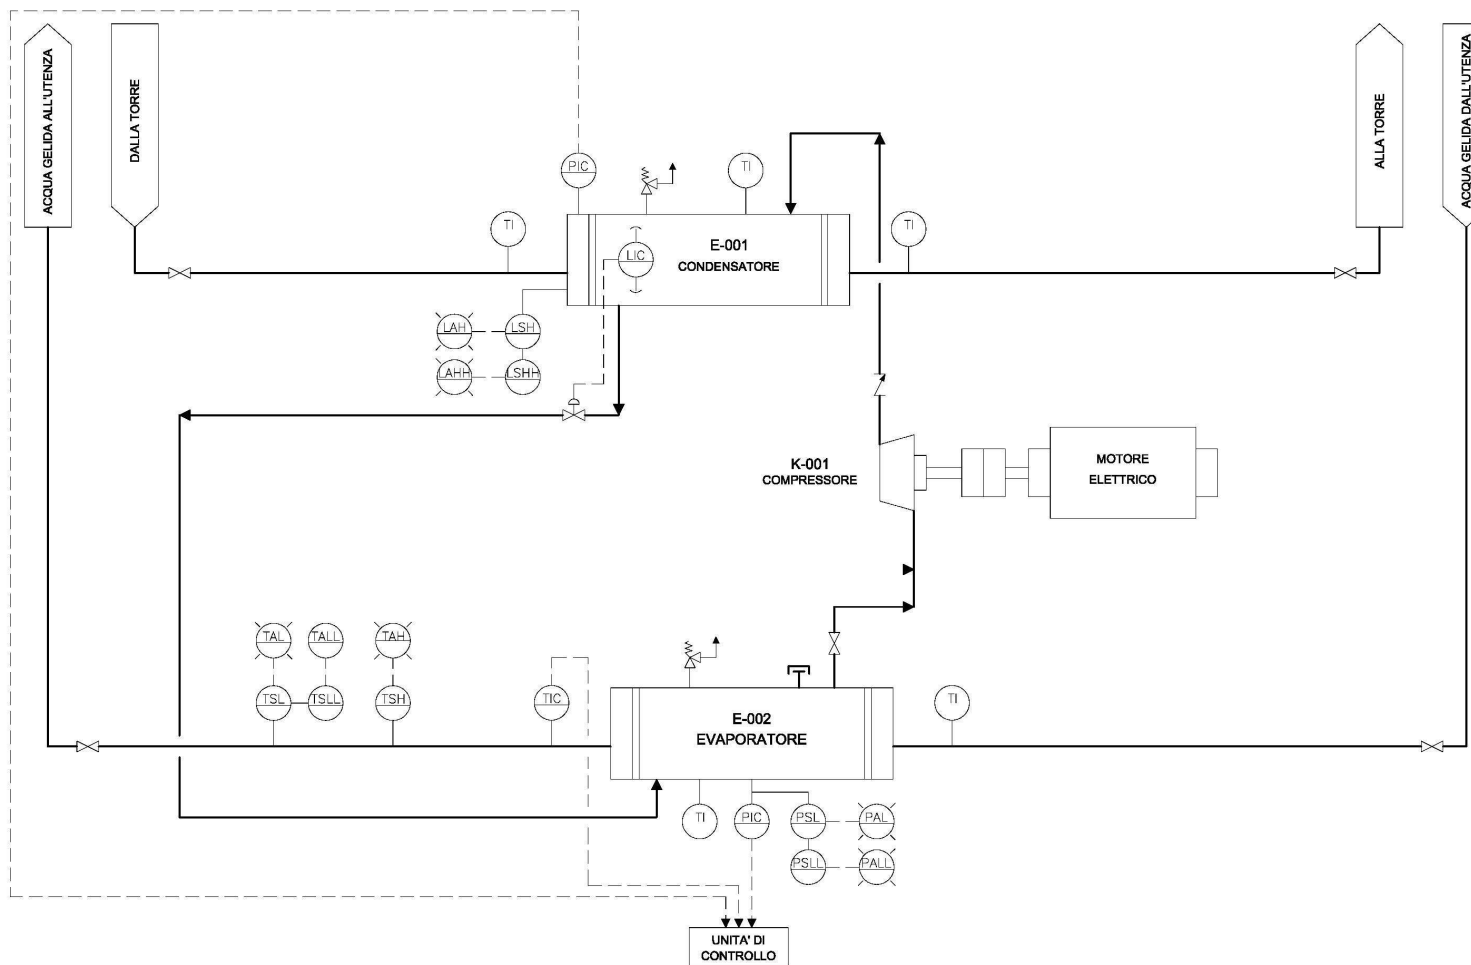 ACQUA GELIDA ALL'UTENZA
DALLA TORRE
ALLA TORRE
ACQUA GELIDA DALL'UTENZA
PIC
TI
TI
E-001
CONDENSATORE
LIC
TI
TI
LAH
LSH
LAHH
LSHH
K-001
COMPRESSORE
MOTORE
ELETTRICO
TAL
TALL
TAH
TSL
TSLL
TSH
TIC
E-002
EVAPORATORE
TI
TI
PIC
PSL
PAL
PSLL
PALL
UNITA' DI
CONTROLLO